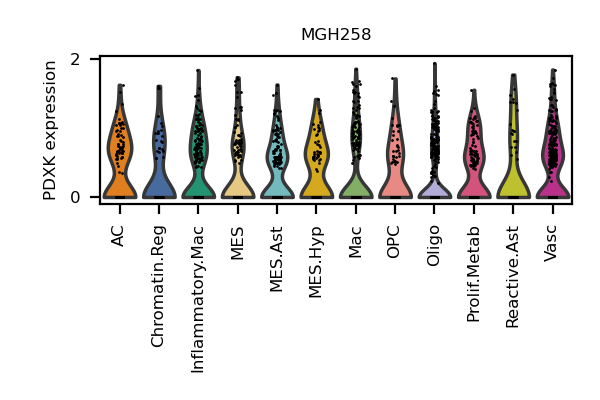 MGH258
PDXK expression
2
0
AC
Chromatin.Reg
Inflammatory.Mac
MES
MES.Ast
MES.Hyp
Mac
OPC
Oligo
Prolif.Metab
Reactive.Ast
Vasc